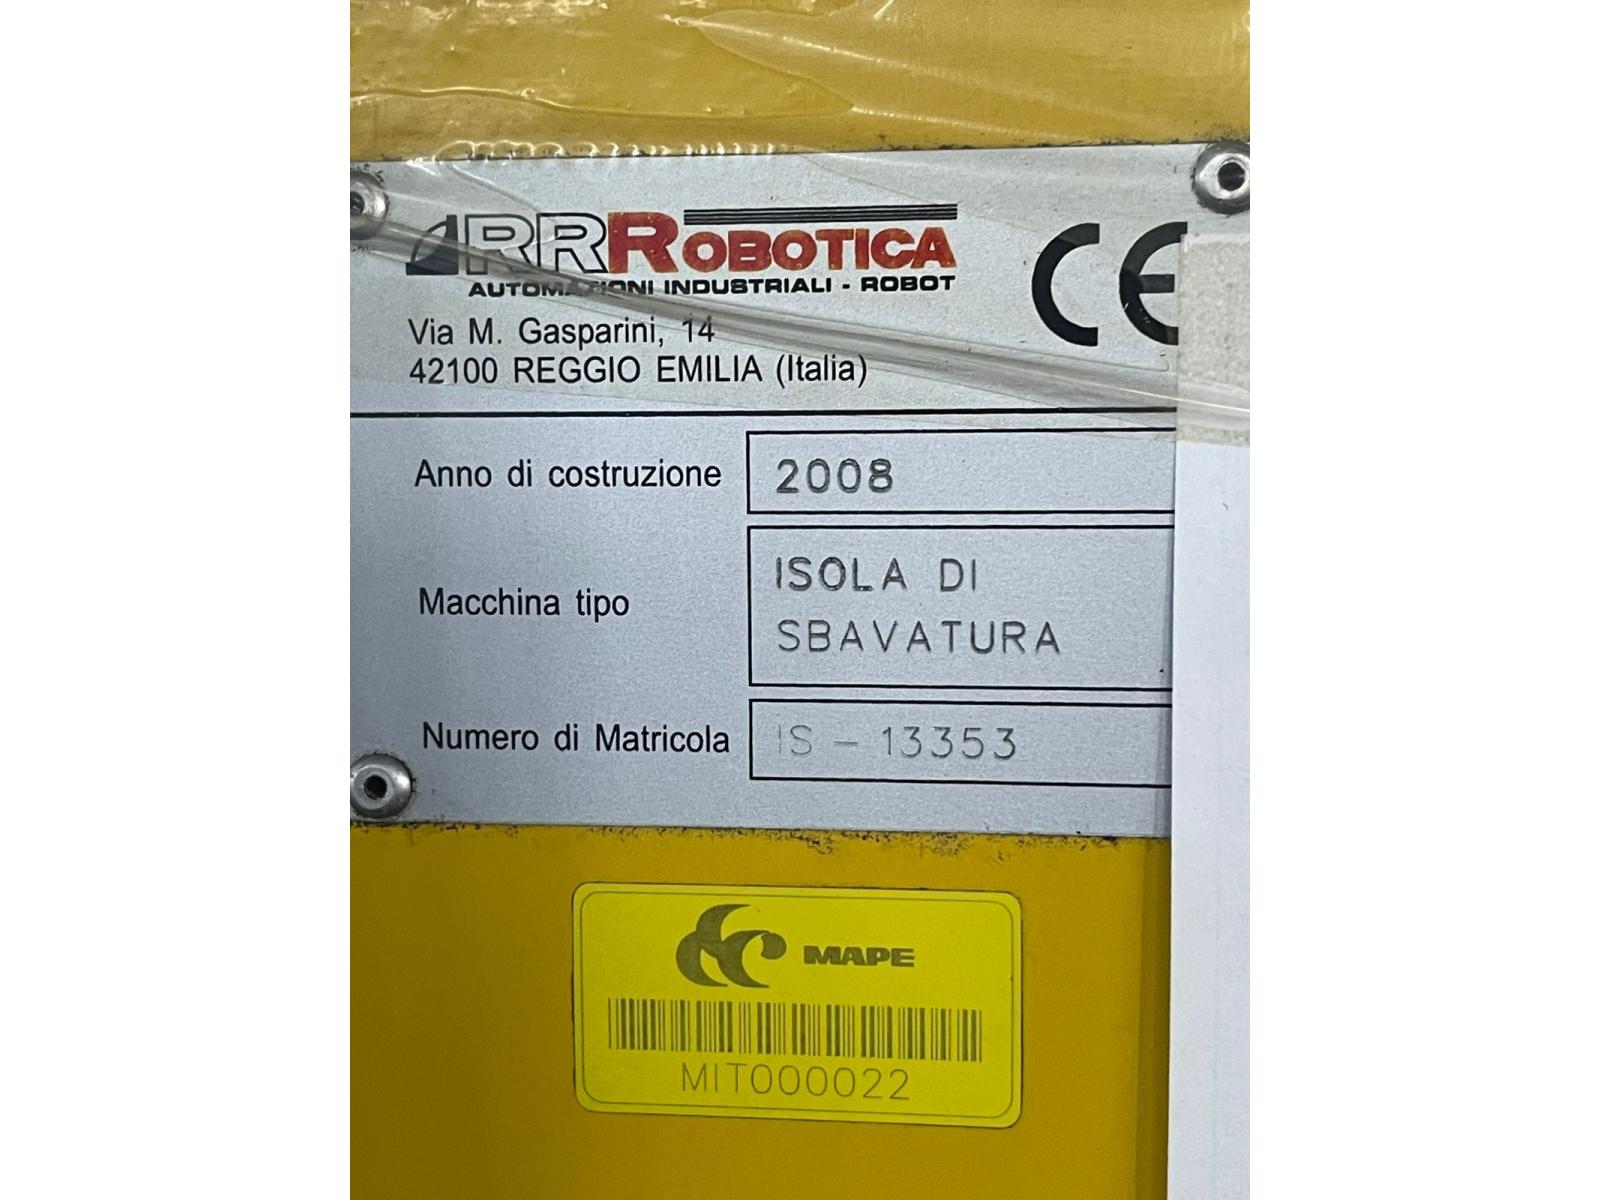 RRROBOTICA
AUTOMAZIONI INDUSTRIALI - ROBOT
CE
Via M. Gasparini, 14
42100 REGGIO EMILIA (Italia)
Anno di costruzione 2008
Macchina tipo ISOLA DI
SBAVATURA
Numero di Matricola IS - 13353
MAPE
MIT000022